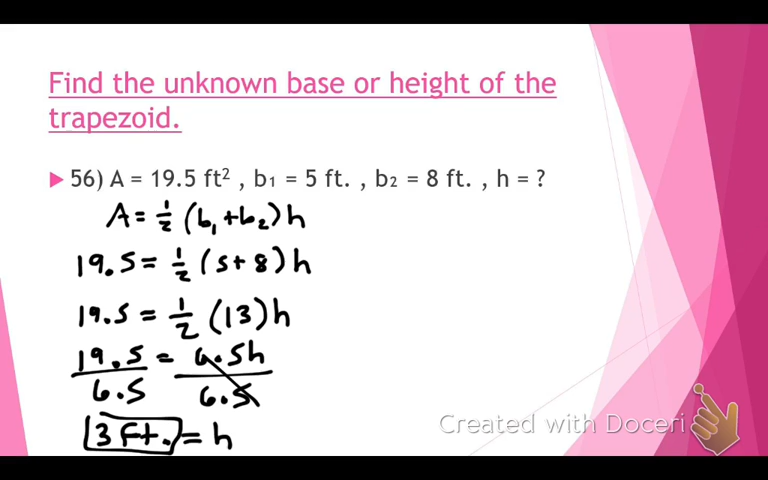 Find the unknown base or height of the
trapezoid.
56) A = 19.5 ft² , b₁ = 5 ft. , b₂ = 8 ft. , h = ?
A = 1/2 (b₁ + b₂) h
19.5 = 1/2 (5 + 8) h
19.5 = 1/2 (13) h
19.5/6.5 = 6.5h/6.5
3 ft. = h
Created with Doceri